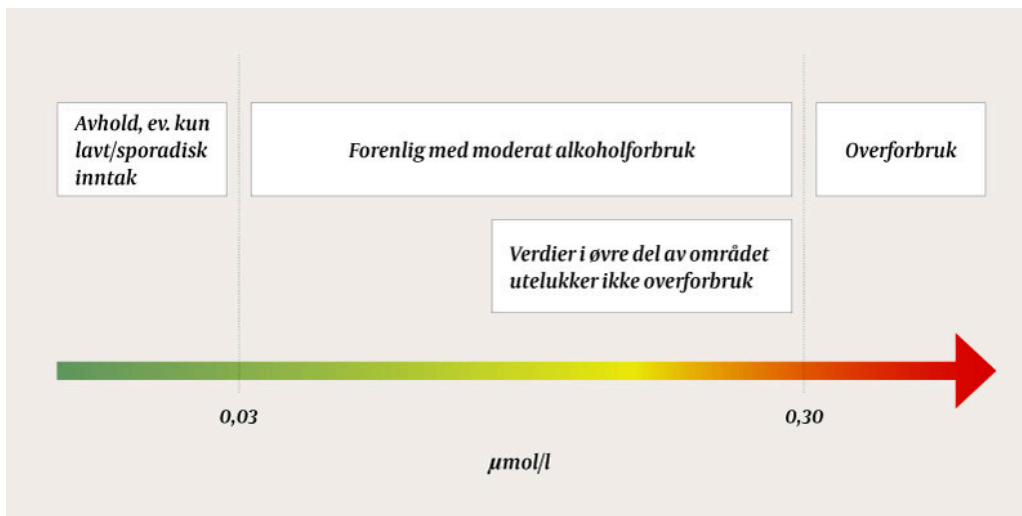 Avhold, ev. kun
lavt/sporadisk
inntak
Forenlig med moderat alkoholforbruk
Overforbruk
Verdier i øvre del av området
utelukker ikke overforbruk
0,03
0,30
µmol/l